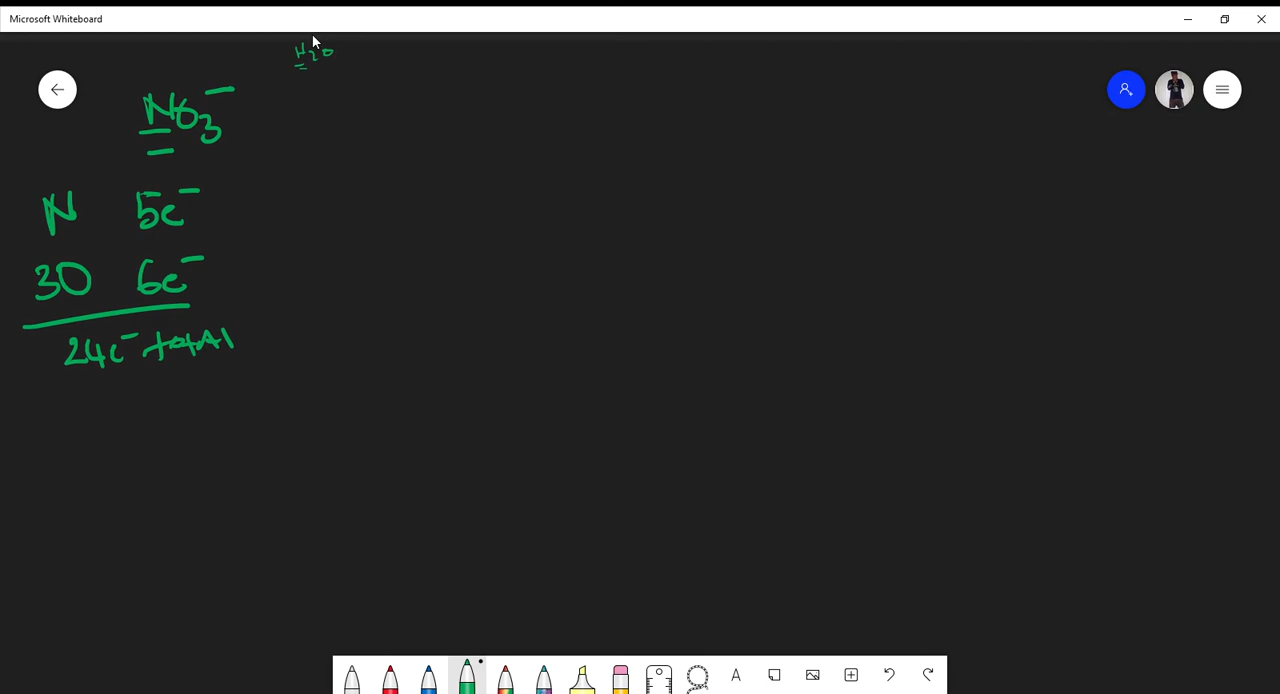 Microsoft Whiteboard
H₂O
NO₃⁻
N 5e⁻
3O 6e⁻
24e⁻ total
A